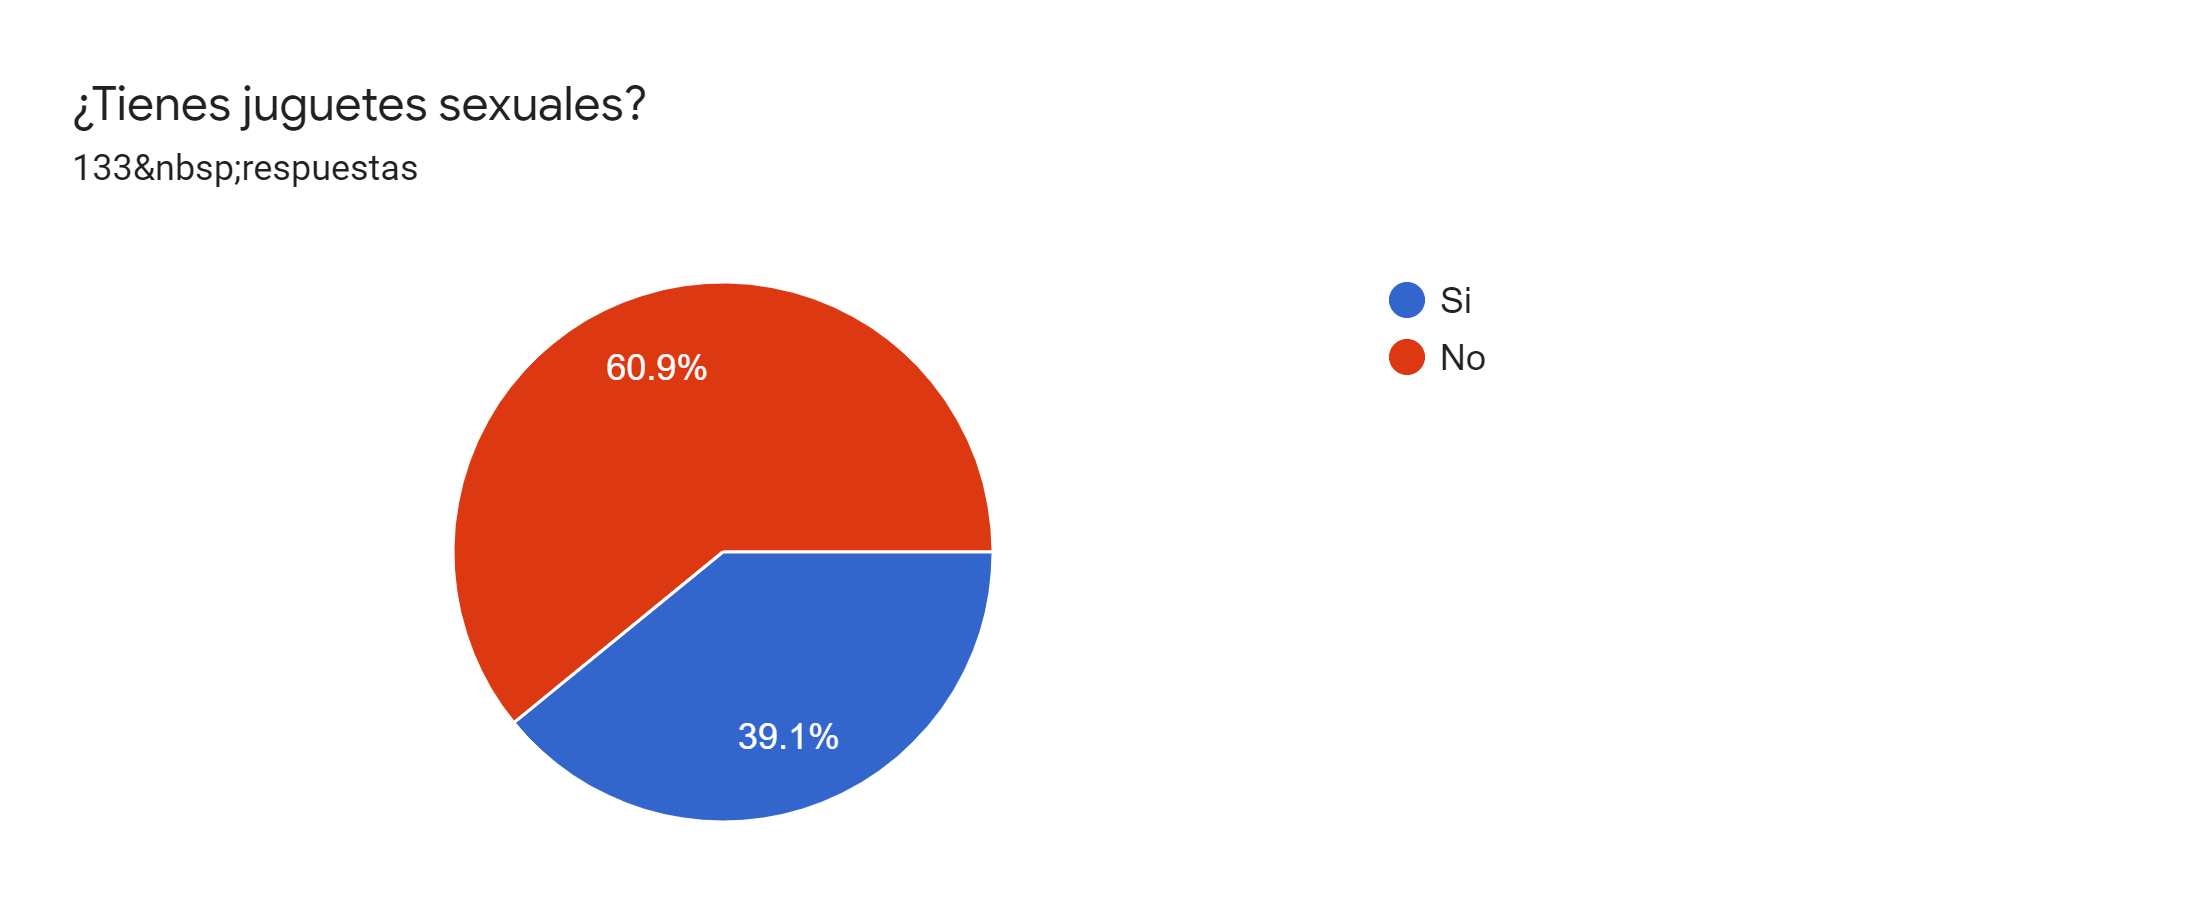 ¿Tienes juguetes sexuales?
133&nbsp;respuestas
Si
No
60.9%
39.1%